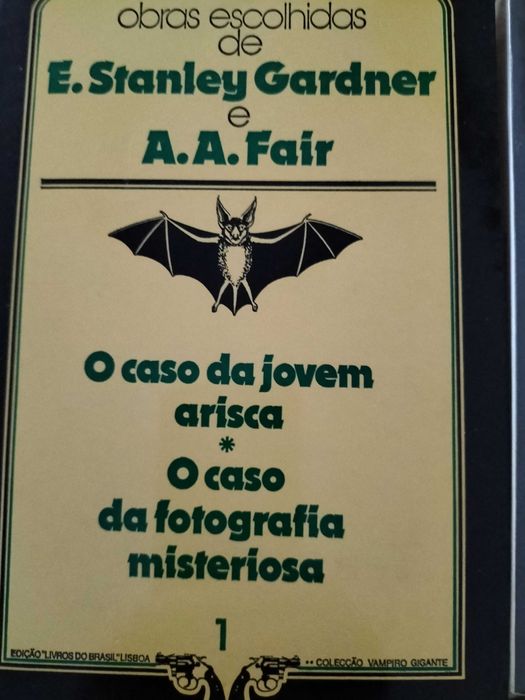 obras escolhidas
de
E. Stanley Gardner
e
A.A. Fair
O caso da jovem
arisca
*
O caso
da fotografia
misteriosa
1
EDIÇÃO "LIVROS DO BRASIL" LISBOA
** COLECÇÃO VAMPIRO GIGANTE